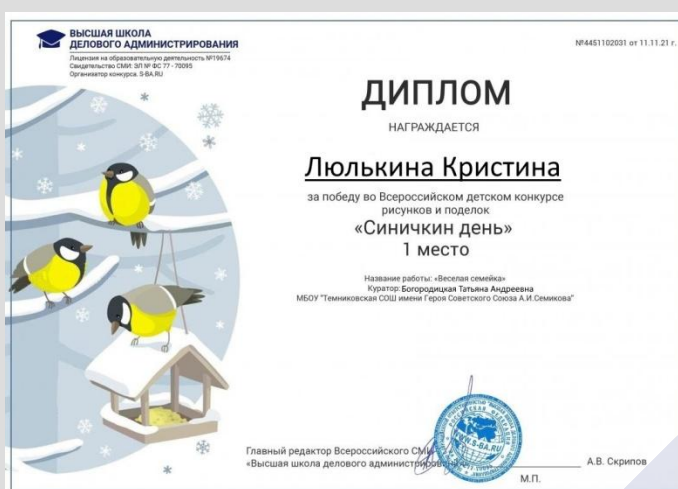 ВЫСШАЯ ШКОЛА
ДЕЛОВОГО АДМИНИСТРИРОВАНИЯ
Лицензия на образовательную деятельность №19674
Свидетельство СМИ: ЭЛ № ФС 77 - 70095
Организатор конкурса: S-BA.RU
№4451102031 от 11.11.21 г.
ДИПЛОМ
НАГРАЖДАЕТСЯ
Люлькина Кристина
за победу во Всероссийском детском конкурсе
рисунков и поделок
«Синичкин день»
1 место
Название работы: «Веселая семейка»
Куратор: Богородицкая Татьяна Андреевна
МБОУ "Темниковская СОШ имени Героя Советского Союза А.И.Семикова"
Главный редактор Всероссийского СМИ
«Высшая школа делового администрирования»
А.В. Скрипов
М.П.
WWW.S-BA.RU